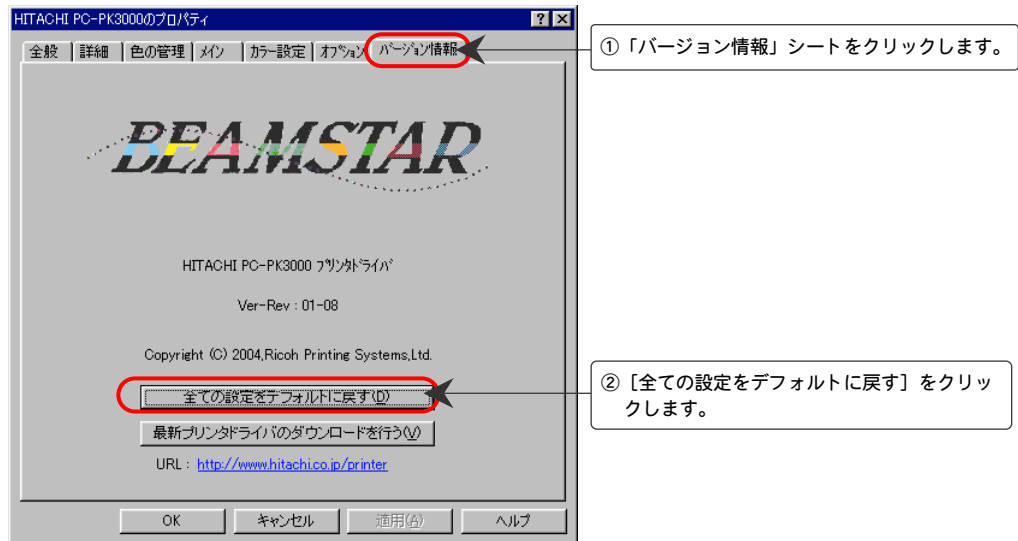 HITACHI PC-PK3000のプロパティ
全般 詳細 色の管理 メイン カラー設定 オプション バージョン情報
①「バージョン情報」シートをクリックします。
BEAMSTAR
HITACHI PC-PK3000 プリンタドライバ
Ver-Rev : 01-08
Copyright (C) 2004,Ricoh Printing Systems,Ltd.
全ての設定をデフォルトに戻す(D)
②［全ての設定をデフォルトに戻す］をクリッ
クします。
最新プリンタドライバのダウンロードを行う(V)
URL : http://www.hitachi.co.jp/printer
OK キャンセル 適用(A) ヘルプ